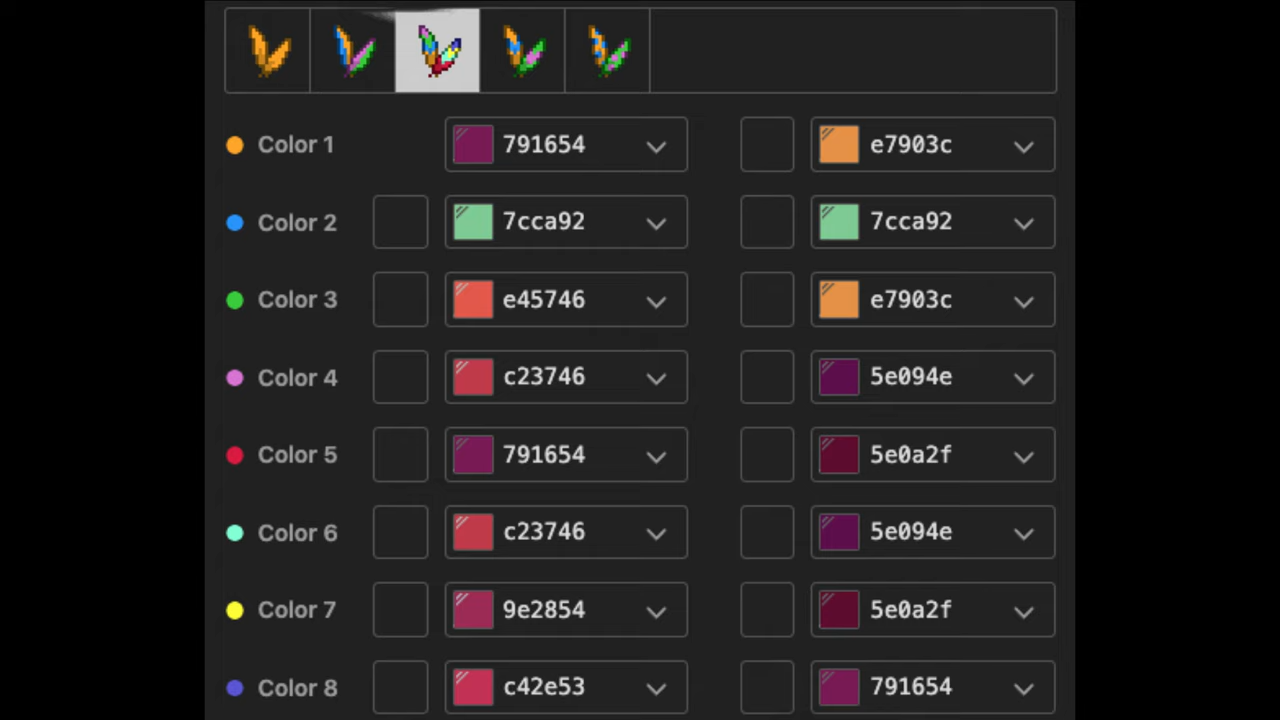 Color 1 791654 e7903c
Color 2 7cca92 7cca92
Color 3 e45746 e7903c
Color 4 c23746 5e094e
Color 5 791654 5e0a2f
Color 6 c23746 5e094e
Color 7 9e2854 5e0a2f
Color 8 c42e53 791654